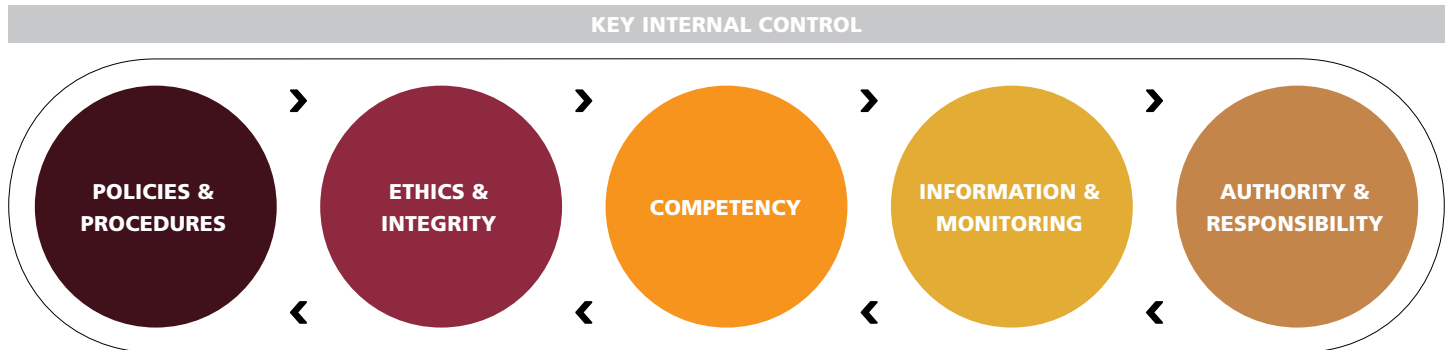 KEY INTERNAL CONTROL
POLICIES &
PROCEDURES
ETHICS &
INTEGRITY
COMPETENCY
INFORMATION &
MONITORING
AUTHORITY &
RESPONSIBILITY